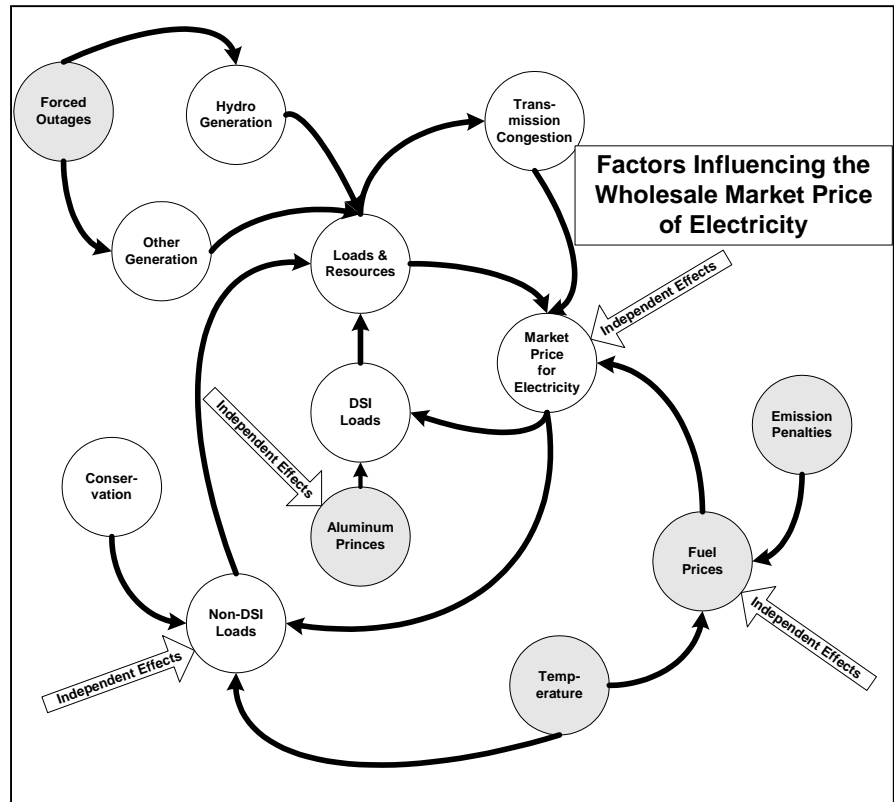 Forced
Outages
Hydro
Generation
Trans-
mission
Congestion
Factors Influencing the
Wholesale Market Price
of Electricity
Other
Generation
Loads &
Resources
Independent Effects
Market
Price for
Electricity
DSI
Loads
Independent Effects
Emission
Penalties
Conser-
vation
Aluminum
Princes
Fuel
Prices
Non-DSI
Loads
Independent Effects
Independent Effects
Temp-
erature